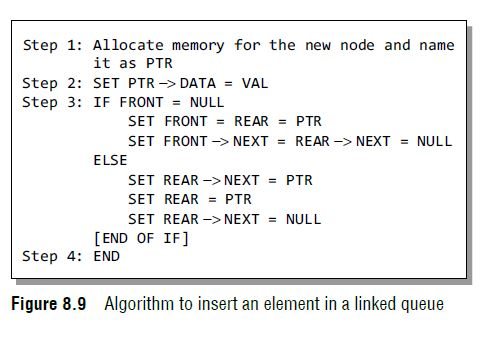 Step 1: Allocate memory for the new node and name
it as PTR
Step 2: SET PTR -> DATA = VAL
Step 3: IF FRONT = NULL
SET FRONT = REAR = PTR
SET FRONT -> NEXT = REAR -> NEXT = NULL
ELSE
SET REAR -> NEXT = PTR
SET REAR = PTR
SET REAR -> NEXT = NULL
[END OF IF]
Step 4: END
Figure 8.9 Algorithm to insert an element in a linked queue